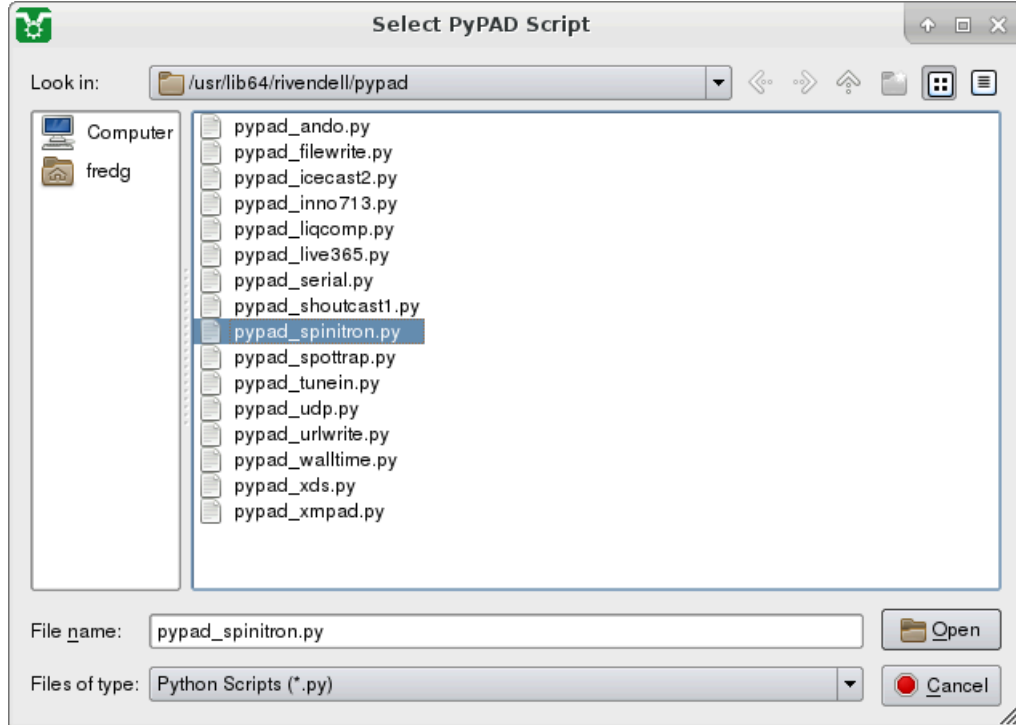 Select PyPAD Script
Look in: /usr/lib64/rivendell/pypad
Computer
fredg
pypad_ando.py
pypad_filewrite.py
pypad_icecast2.py
pypad_inno713.py
pypad_liqcomp.py
pypad_live365.py
pypad_serial.py
pypad_shoutcast1.py
pypad_spinitron.py
pypad_spottrap.py
pypad_tunein.py
pypad_udp.py
pypad_urlwrite.py
pypad_walltime.py
pypad_xds.py
pypad_xmpad.py
File name: pypad_spinitron.py Open
Files of type: Python Scripts (*.py) Cancel